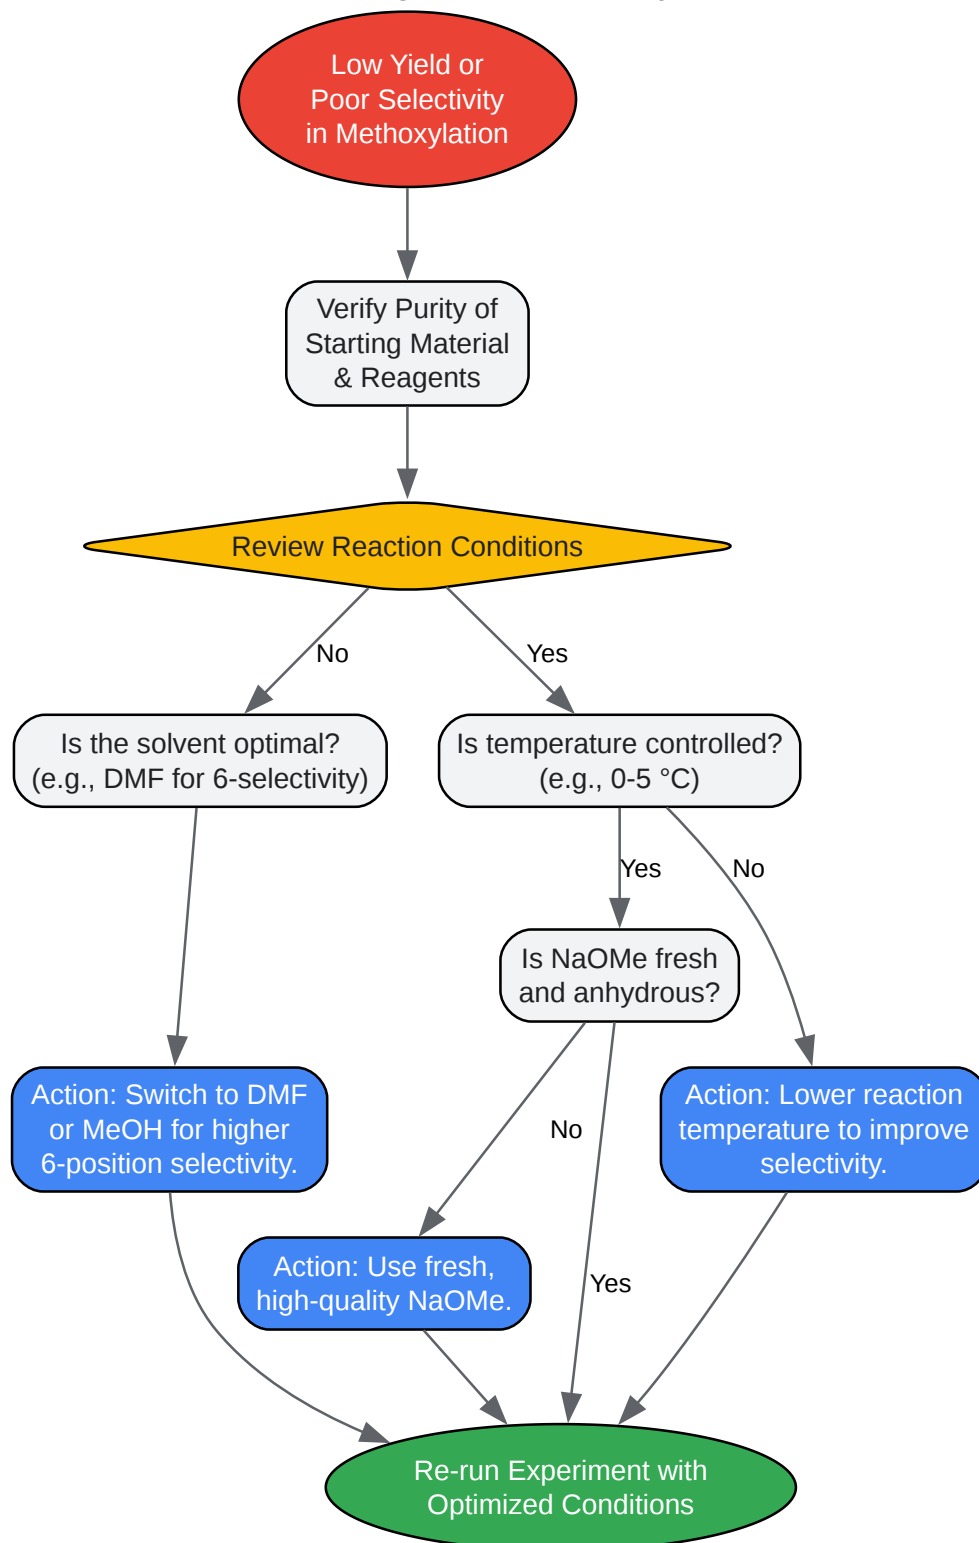 Low Yield or
Poor Selectivity
in Methoxylation
Verify Purity of
Starting Material
& Reagents
Review Reaction Conditions
No
Yes
Is the solvent optimal?
(e.g., DMF for 6-selectivity)
Is temperature controlled?
(e.g., 0-5 °C)
Yes
No
Is NaOMe fresh
and anhydrous?
Action: Switch to DMF
or MeOH for higher
6-position selectivity.
Action: Lower reaction
temperature to improve
selectivity.
No
Action: Use fresh,
high-quality NaOMe.
Yes
Re-run Experiment with
Optimized Conditions